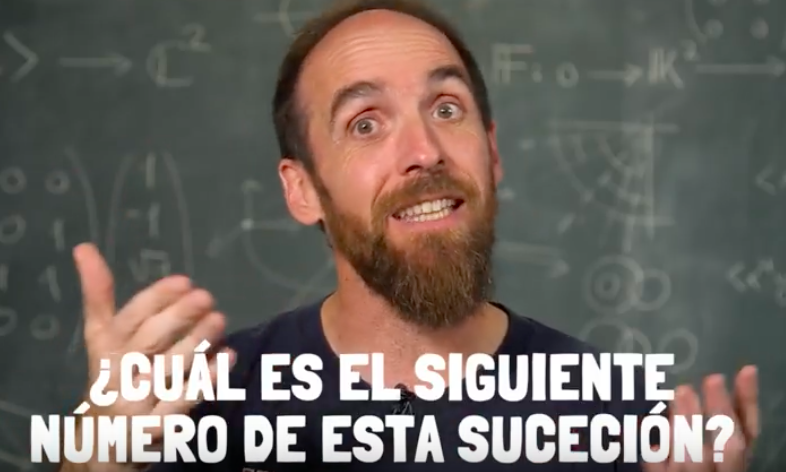 ¿CUÁL ES EL SIGUIENTE
NÚMERO DE ESTA SUCECIÓN?